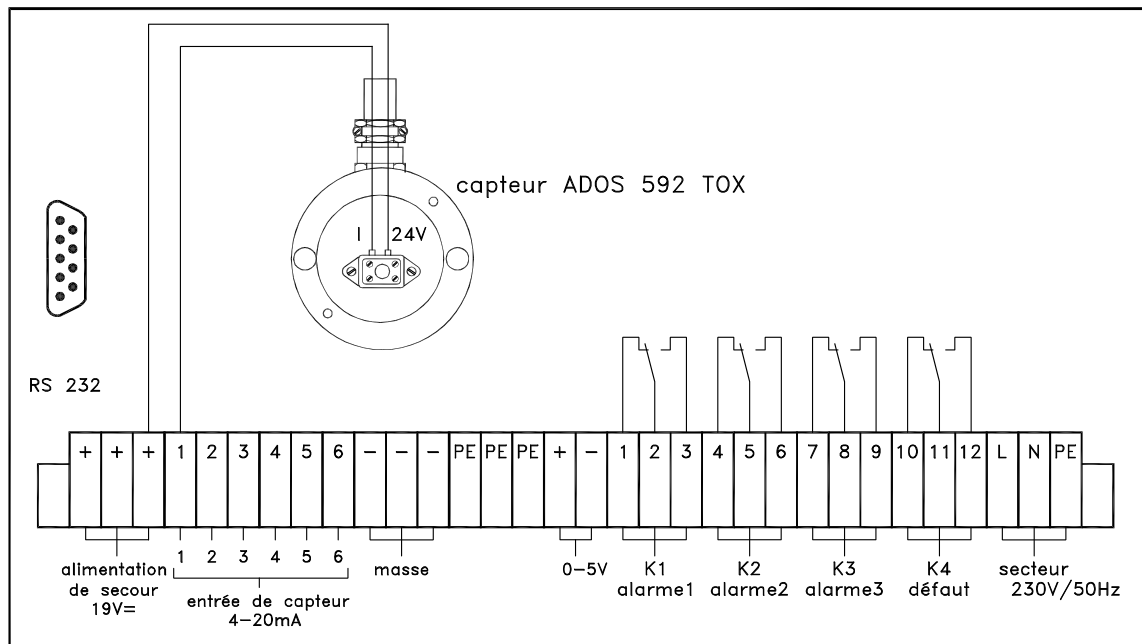 capteur ADOS 592 TOX
I 24V
RS 232
+ + + 1 2 3 4 5 6 − − − PE PE PE + − 1 2 3 4 5 6 7 8 9 10 11 12 L N PE
1 2 3 4 5 6
alimentation
de secour
19V=
entrée de capteur
4−20mA
masse
0−5V
K1
alarme1
K2
alarme2
K3
alarme3
K4
défaut
secteur
230V/50Hz